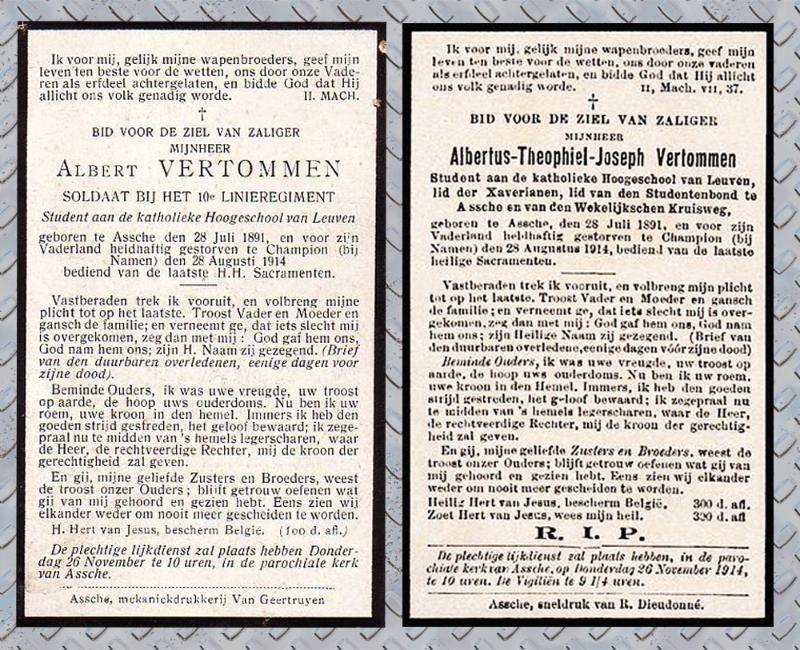 Ik voor mij, gelijk mijne wapenbroeders, geef mijn
leven ten beste voor de wetten, ons door onze Vade-
ren als erfdeel achtergelaten, en bidde God dat Hij
allicht ons volk genadig worde. II. MACH.
†
BID VOOR DE ZIEL VAN ZALIGER
MIJNHEER
ALBERT VERTOMMEN
SOLDAAT BIJ HET 10e LINIEREGIMENT
Student aan de katholieke Hoogeschool van Leuven
geboren te Assche den 28 Juli 1891, en voor zijn
Vaderland heldhaftig gestorven te Champion (bij
Namen) den 28 Augusti 1914
bediend van de laatste H.H. Sacramenten.
Vastberaden trek ik vooruit, en volbreng mijne
plicht tot op het laatste. Troost Vader en Moeder en
gansch de familie; en verneemt ge, dat iets slecht mij
is overgekomen, zeg dan met mij: God gaf hem ons,
God nam hem ons; zijn H. Naam zij gezegend. (Brief
van den duurbaren overledenen, eenige dagen voor
zijne dood).
Beminde Ouders, ik was uwe vreugde, uw troost
op aarde, de hoop uws ouderdoms. Nu ben ik uw
roem, uwe kroon in den hemel. Immers ik heb den
goeden strijd gestreden, het geloof bewaard; ik zege-
praal nu te midden van 's hemels legerscharen, waar
de Heer, de rechtveerdige Rechter, mij de kroon der
gerechtigheid zal geven.
En gij, mijne geliefde Zusters en Broeders, weest
de troost onzer Ouders; blijft getrouw oefenen wat
gij van mij gehoord en gezien hebt. Eens zien wij
elkander weder om nooit meer gescheiden te worden.
H. Hert van Jesus, bescherm België. (100 d. afl.)
De plechtige lijkdienst zal plaats hebben Donder-
dag 26 November te 10 uren, in de parochiale kerk
van Assche.
Assche, mekanickdrukkerij Van Geertruyen
Ik voor mij, gelijk mijne wapenbroeders, geef mijn
leven ten beste voor de wetten, ons door onze vaderen
als erfdeel achtergelaten, en bidde God dat Hij allicht
ons volk genadig worde. II, Mach. VII, 37.
†
BID VOOR DE ZIEL VAN ZALIGER
MIJNHEER
Albertus-Theophiel-Joseph Vertommen
Student aan de katholieke Hoogeschool van Leuven,
lid der Xaverianen, lid van den Studentenbond te
Assche en van den Wekelijkschen Kruisweg,
geboren te Assche, den 28 Juli 1891, en voor zijn
Vaderland heldhaftig gestorven te Champion (bij
Namen) den 28 Augustus 1914, bediend van de laatste
heilige Sacramenten.
Vastberaden trek ik vooruit, en volbreng mijn plicht
tot op het laatste. Troost Vader en Moeder en gansch
de familie; en verneemt ge, dat iets slecht mij is over-
gekomen, zeg dan met mij: God gaf hem ons, God nam
hem ons; zijn Heilige Naam zij gezegend. (Brief van
den duurbaren overledene, eenige dagen vóór zijne dood)
Beminde Ouders, ik was uwe vreugde, uw troost op
aarde, de hoop uws ouderdoms. Nu ben ik uw roem,
uwe kroon in den Hemel. Immers, ik heb den goeden
strijd gestreden, het geloof bewaard; ik zegepraal nu
te midden van 's hemels legerscharen, waar de Heer,
de rechtveerdige Rechter, mij de kroon der gerechtig-
heid zal geven.
En gij, mijne geliefde Zusters en Broeders, weest de
troost onzer Ouders; blijft getrouw oefenen wat gij van
mij gehoord en gezien hebt. Eens zien wij elkander
weder om nooit meer gescheiden te worden.
Heilig Hert van Jesus, bescherm België. 300 d. afl.
Zoet Hert van Jesus, wees mijn heil. 300 d. afl
R. I. P.
De plechtige lijkdienst zal plaats hebben, in de paro-
chiale kerk van Assche, op Donderdag 26 November 1914,
te 10 uren. De Vigiliën te 9 1/4 uren.
Assche, sneldruk van R. Dieudonné.